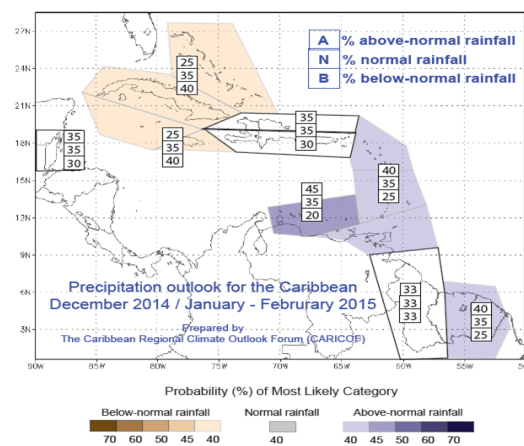 27N
24N
21N
18N
15N
12N
9N
6N
3N
A % above-normal rainfall
N % normal rainfall
B % below-normal rainfall
25
35
40
35
35
30
25
35
40
35
35
30
40
35
25
45
35
20
33
33
33
40
35
25
Precipitation outlook for the Caribbean
December 2014 / January - Februrary 2015
Prepared by
The Caribbean Regional Climate Outlook Forum (CARICOF)
90W 85W 80W 75W 70W 65W 60W 55W 50W
Probability (%) of Most Likely Category
Below-normal rainfall Normal rainfall Above-normal rainfall
70 60 50 45 40 40 40 45 50 60 70